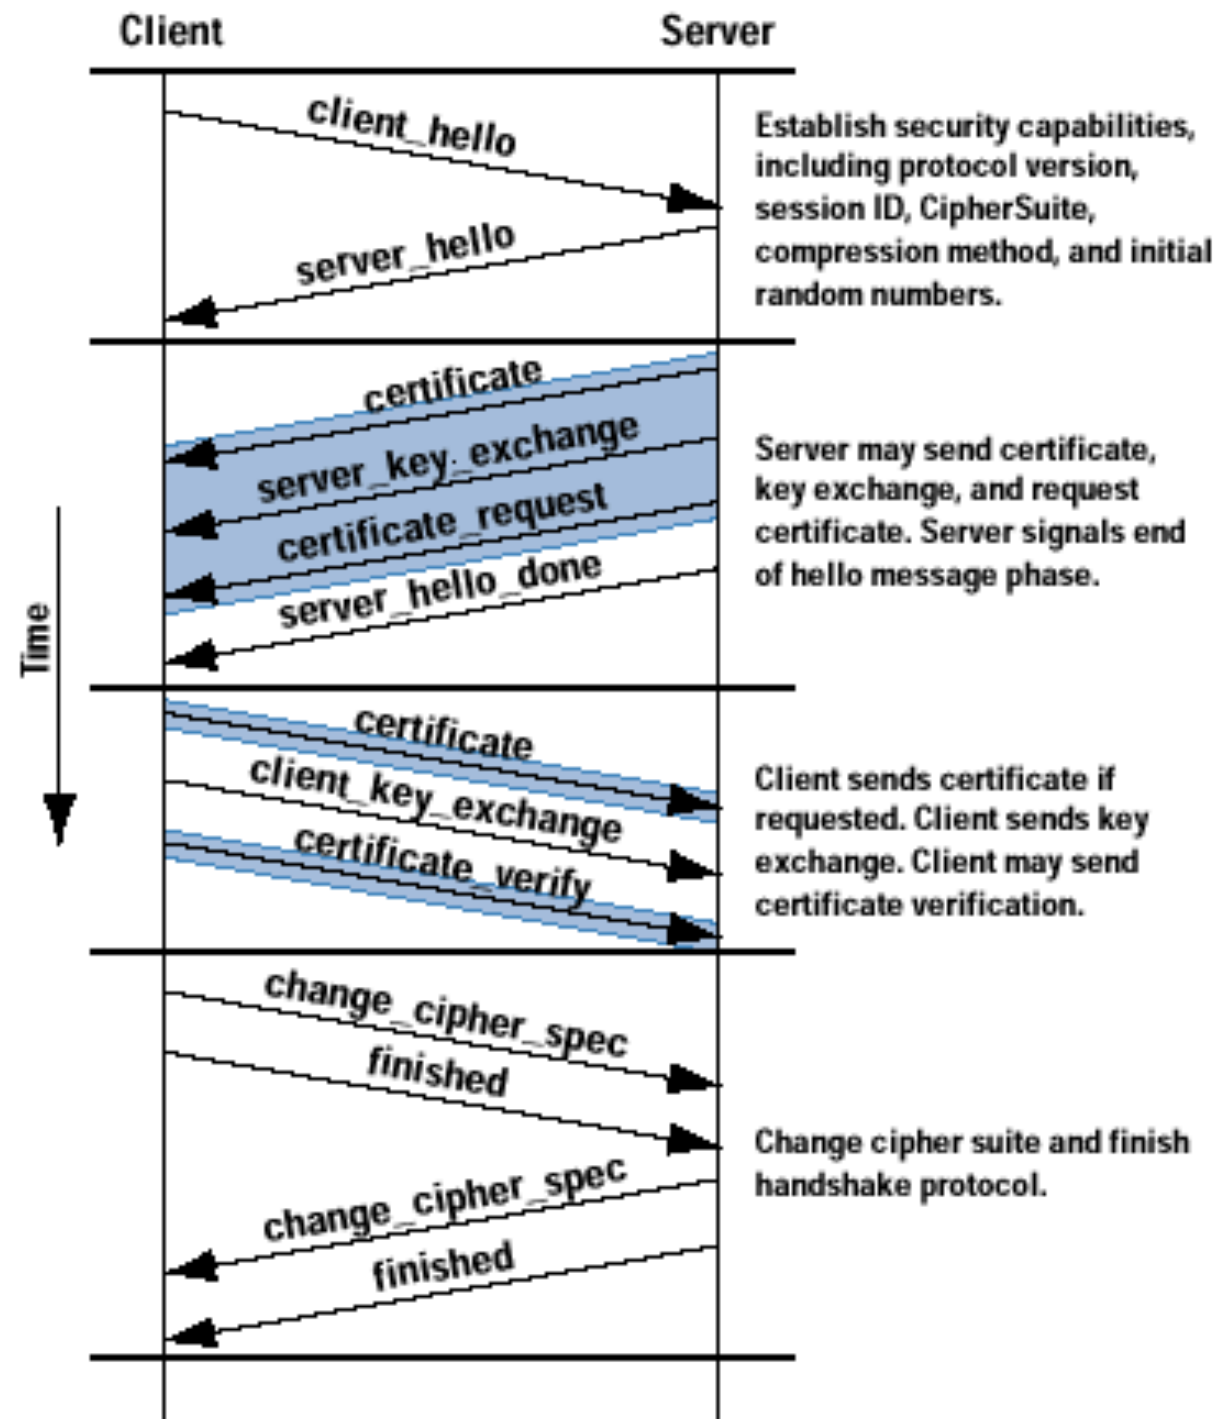 Client
Server
client_hello
server_hello
Establish security capabilities,
including protocol version,
session ID, CipherSuite,
compression method, and initial
random numbers.
certificate
server_key_exchange
certificate_request
server_hello_done
Server may send certificate,
key exchange, and request
certificate. Server signals end
of hello message phase.
Time
certificate
client_key_exchange
certificate_verify
Client sends certificate if
requested. Client sends key
exchange. Client may send
certificate verification.
change_cipher_spec
finished
change_cipher_spec
finished
Change cipher suite and finish
handshake protocol.